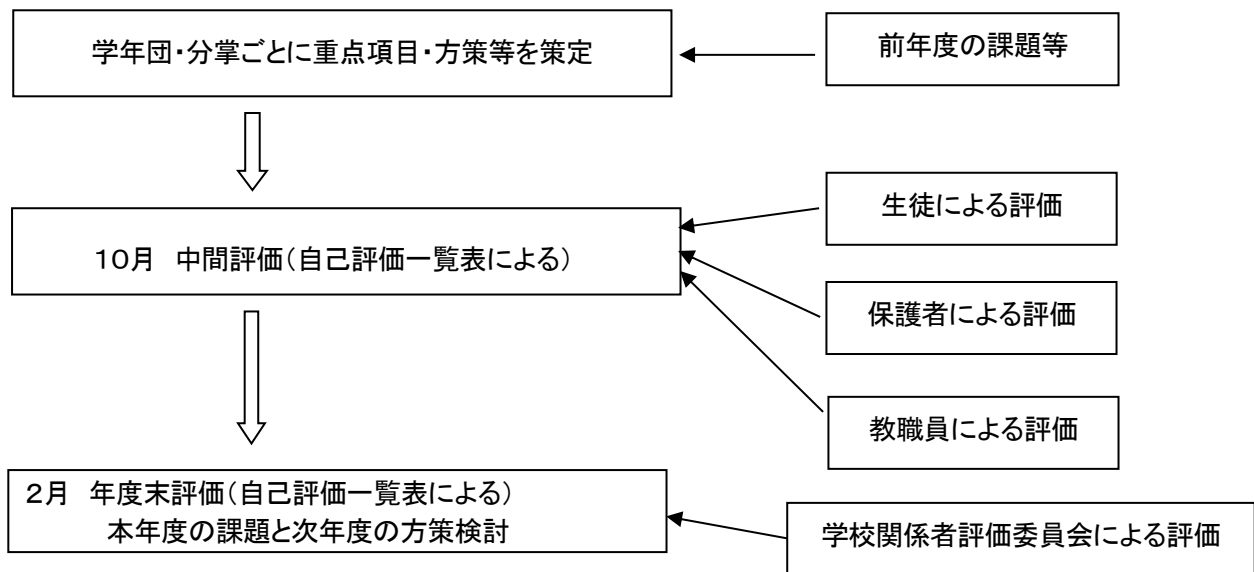 学年団・分掌ごとに重点項目・方策等を策定
前年度の課題等
生徒による評価
10月 中間評価(自己評価一覧表による)
保護者による評価
教職員による評価
2月 年度末評価(自己評価一覧表による)
本年度の課題と次年度の方策検討
学校関係者評価委員会による評価